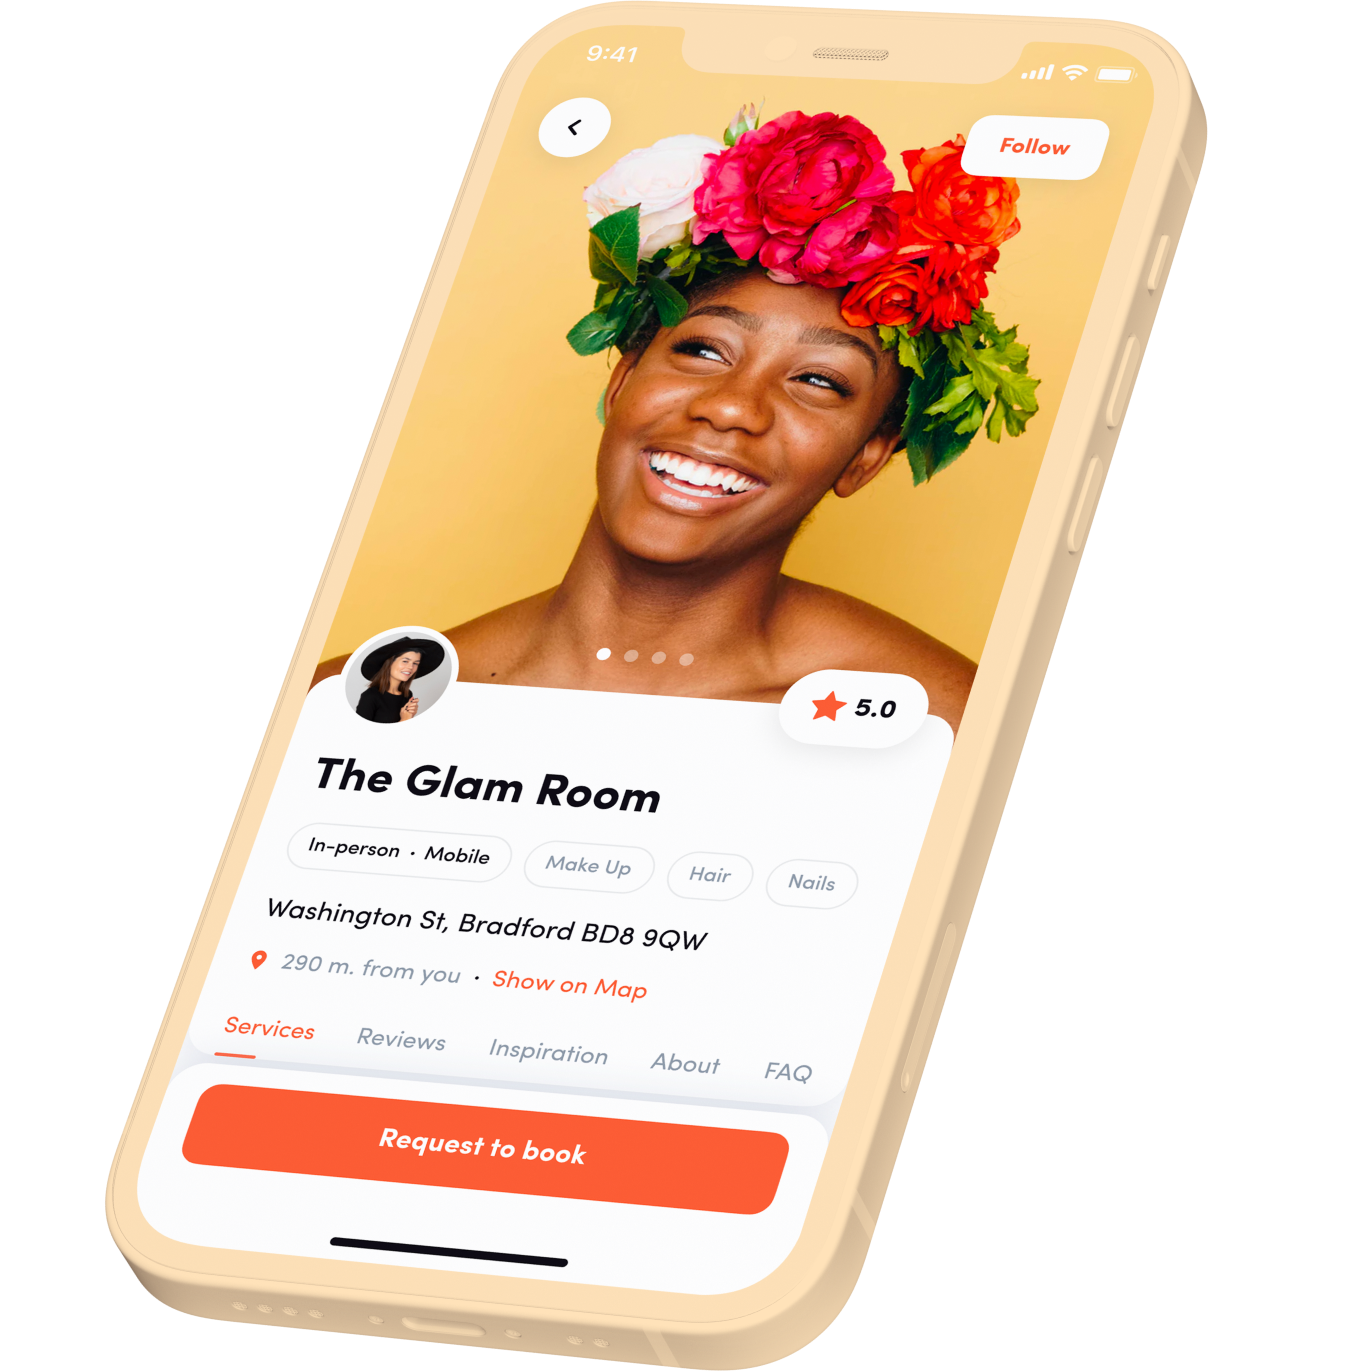 9:41
Follow
5.0
The Glam Room
In-person · Mobile
Make Up
Hair
Nails
Washington St, Bradford BD8 9QW
290 m. from you · Show on Map
Services
Reviews
Inspiration
About
FAQ
Request to book